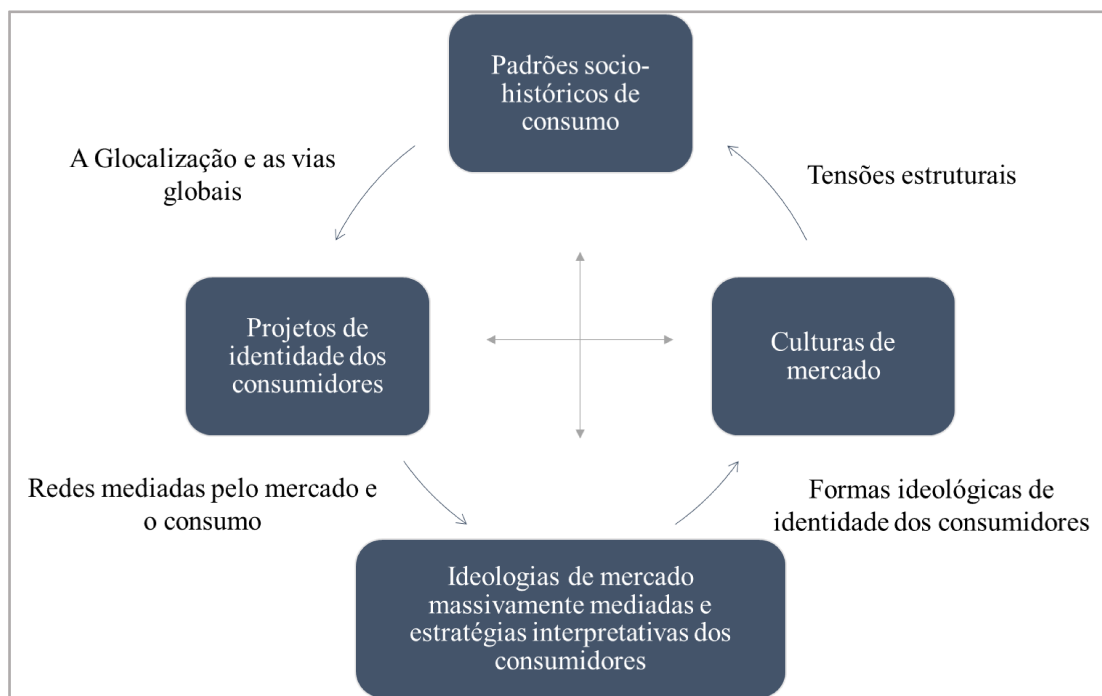 Padrões socio-
históricos de
consumo
A Glocalização e as vias
globais
Tensões estruturais
Projetos de
identidade dos
consumidores
Culturas de
mercado
Redes mediadas pelo mercado e
o consumo
Formas ideológicas de
identidade dos consumidores
Ideologias de mercado
massivamente mediadas e
estratégias interpretativas dos
consumidores